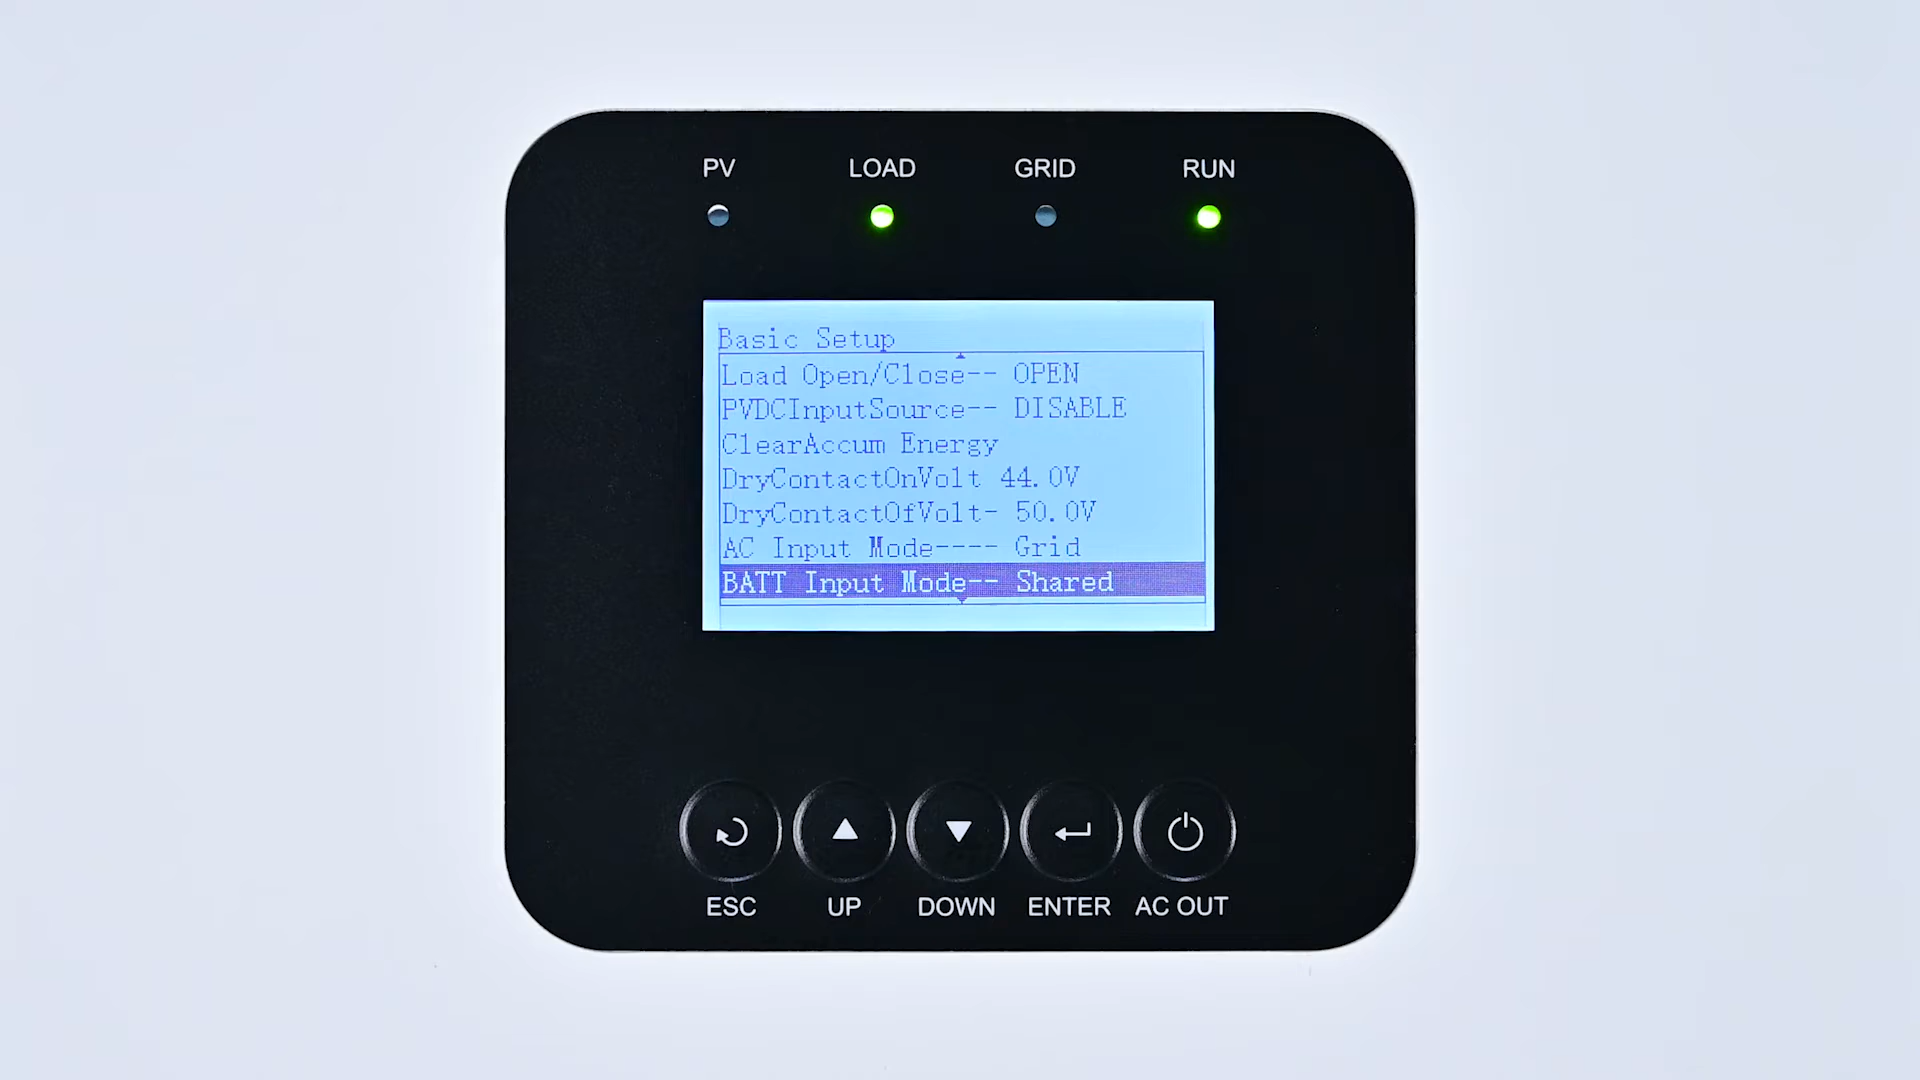 PV LOAD GRID RUN
Basic Setup
Load Open/Close-- OPEN
PVDCInputSource-- DISABLE
ClearAccum Energy
DryContactOnVolt 44.0V
DryContactOfVolt- 50.0V
AC Input Mode---- Grid
BATT Input Mode-- Shared
ESC UP DOWN ENTER AC OUT